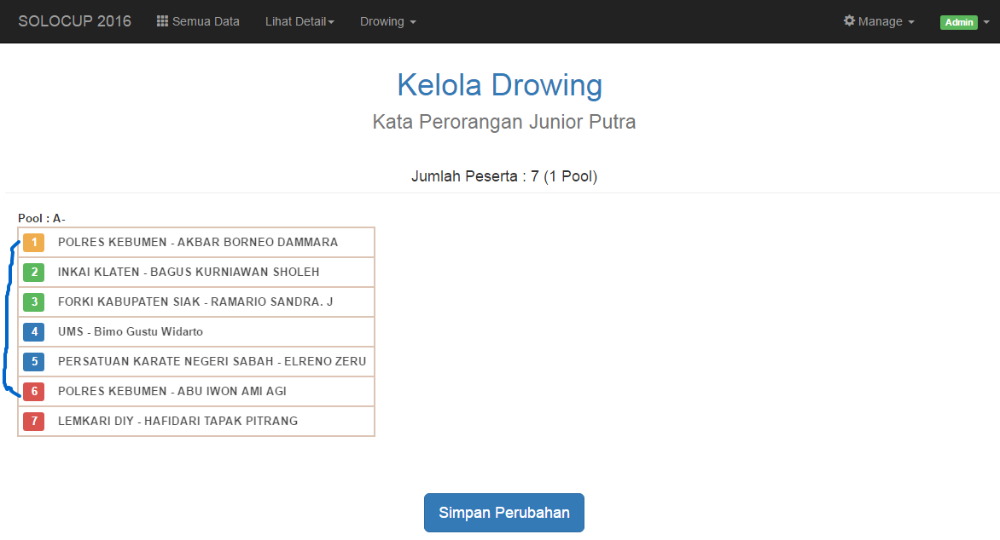 SOLOCUP 2016 Semua Data Lihat Detail Drowing Manage Admin
Kelola Drowing
Kata Perorangan Junior Putra
Jumlah Peserta : 7 (1 Pool)
Pool : A-
1 POLRES KEBUMEN - AKBAR BORNEO DAMMARA
2 INKAI KLATEN - BAGUS KURNIAWAN SHOLEH
3 FORKI KABUPATEN SIAK - RAMARIO SANDRA. J
4 UMS - Bimo Gustu Widarto
5 PERSATUAN KARATE NEGERI SABAH - ELRENO ZERU
6 POLRES KEBUMEN - ABU IWON AMI AGI
7 LEMKARI DIY - HAFIDARI TAPAK PITRANG
Simpan Perubahan